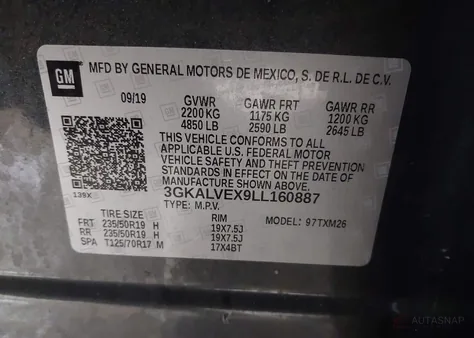 GM
MFD BY GENERAL MOTORS DE MEXICO, S. DE R.L. DE C.V.
09/19 GVWR GAWR FRT GAWR RR
2200 KG 1175 KG 1200 KG
4850 LB 2590 LB 2645 LB
THIS VEHICLE CONFORMS TO ALL
APPLICABLE U.S. FEDERAL MOTOR
VEHICLE SAFETY AND THEFT PREVENTION
STANDARDS IN EFFECT ON THE DATE OF
MANUFACTURE SHOWN ABOVE.
139X
3GKALVEX9LL160887
TYPE: M.P.V. MODEL: 97TXM26
TIRE SIZE RIM
FRT 235/50R19 H 19X7.5J
RR 235/50R19 H 19X7.5J
SPA T125/70R17 M 17X4BT
AUTASNAP